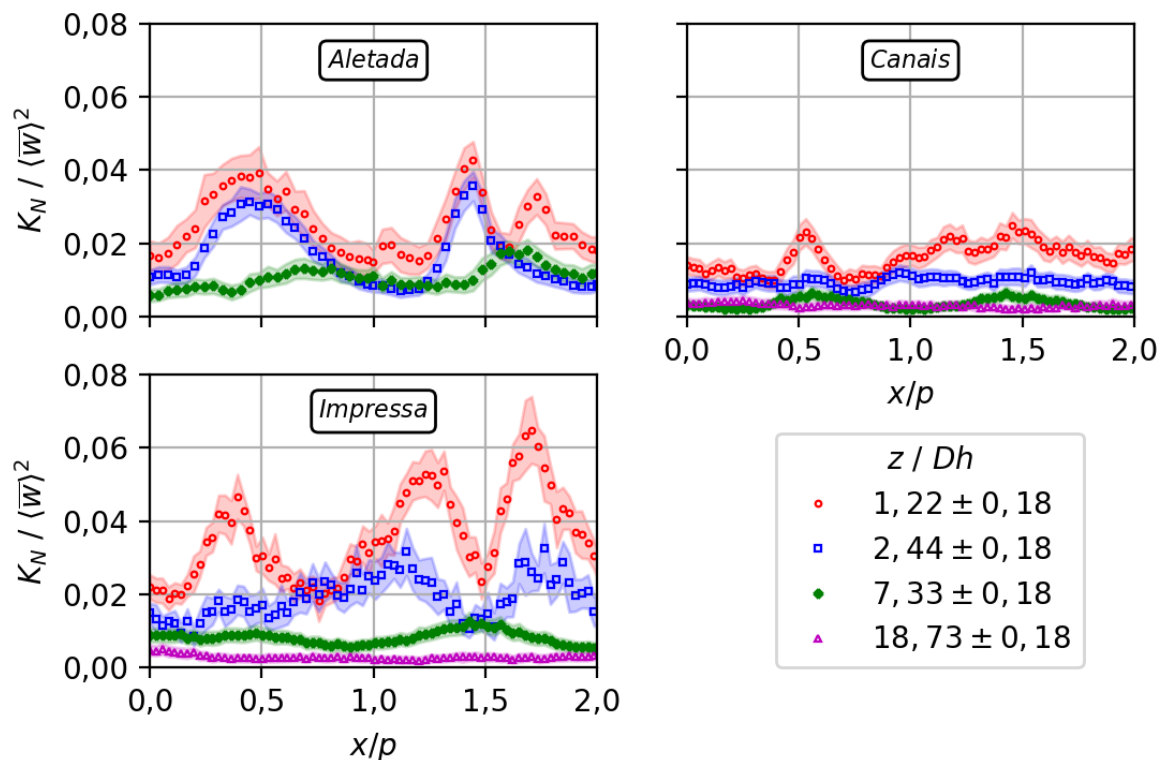 0,08
0,06
0,04
0,02
0,00
K_N / ⟨w̅⟩²
Aletada
Canais
0,0 0,5 1,0 1,5 2,0
x/p
0,08
0,06
0,04
0,02
0,00
K_N / ⟨w̅⟩²
Impressa
0,0 0,5 1,0 1,5 2,0
x/p
z / Dh
1,22 ± 0,18
2,44 ± 0,18
7,33 ± 0,18
18,73 ± 0,18